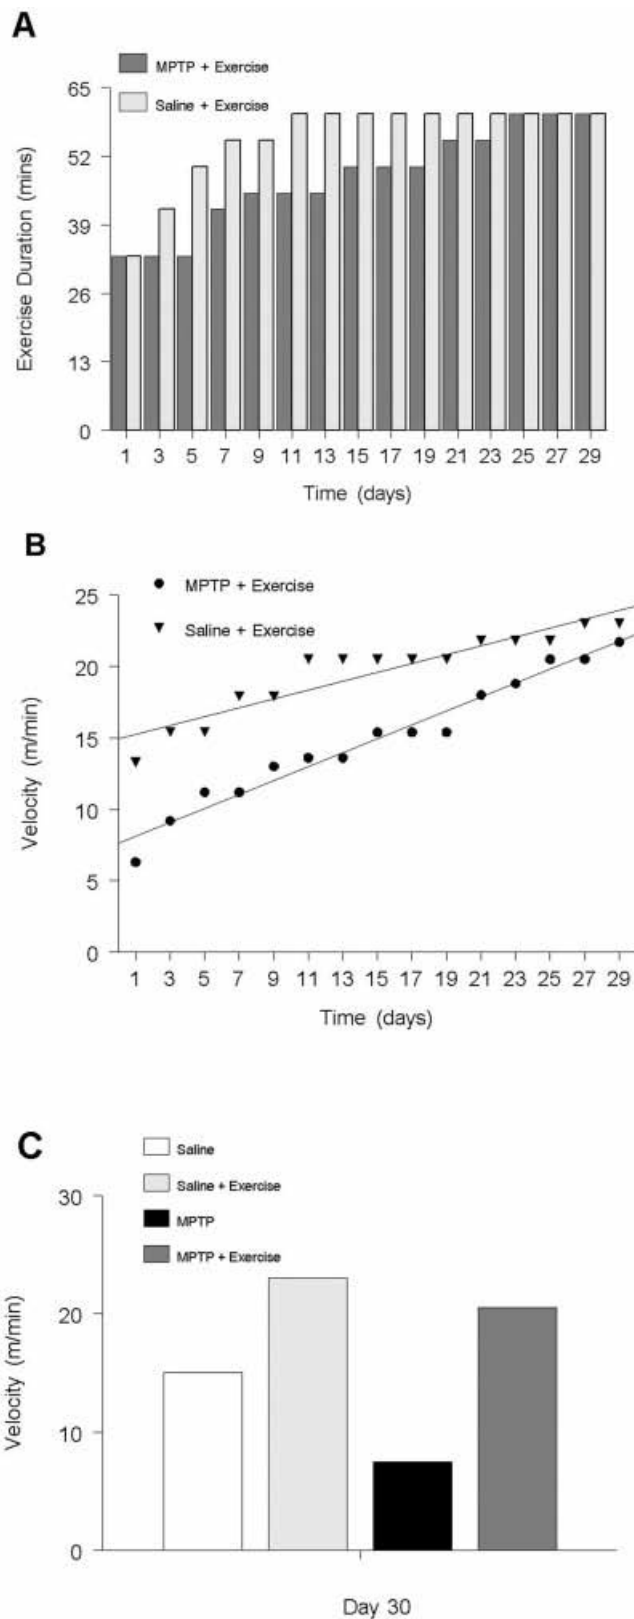 A
MPTP + Exercise
Saline + Exercise
65
52
39
26
13
0
Exercise Duration (mins)
1 3 5 7 9 11 13 15 17 19 21 23 25 27 29
Time (days)
B
MPTP + Exercise
Saline + Exercise
25
20
15
10
5
0
Velocity (m/min)
1 3 5 7 9 11 13 15 17 19 21 23 25 27 29
Time (days)
C
Saline
Saline + Exercise
MPTP
MPTP + Exercise
30
20
10
0
Velocity (m/min)
Day 30